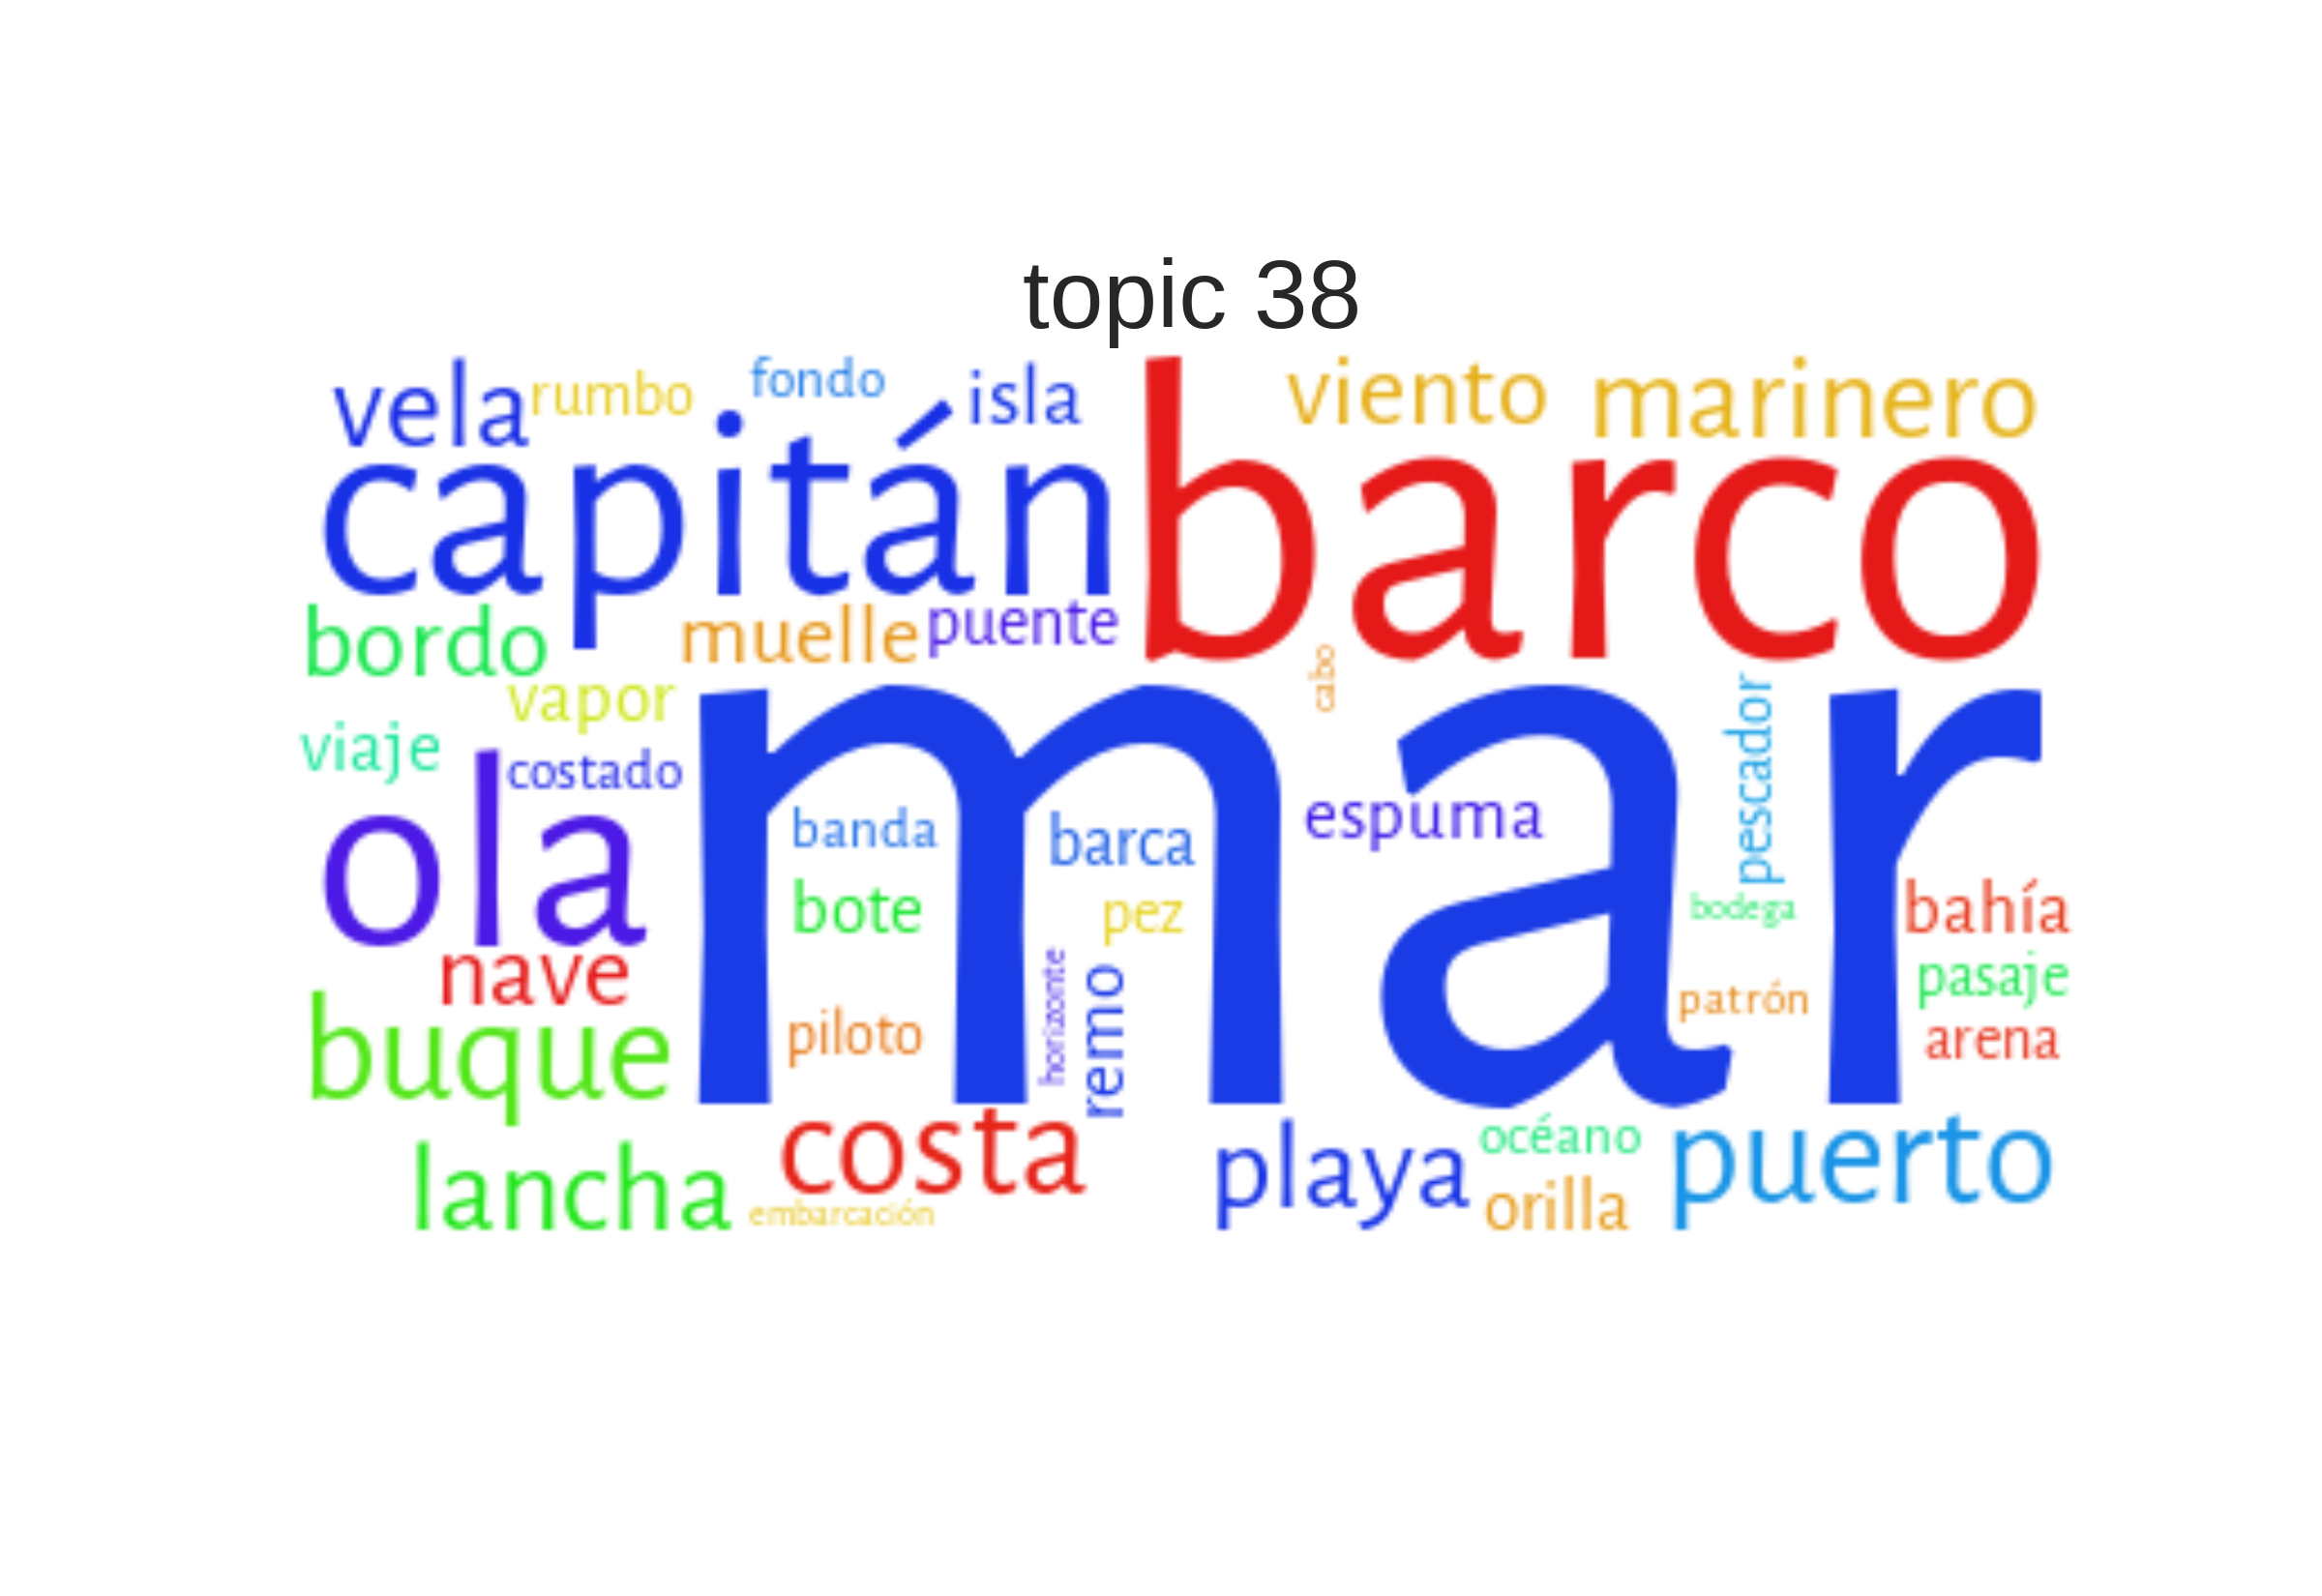 topic 38
vela
rumbo
fondo
isla
viento
marinero
capitán
barco
bordo
muelle
puente
cabo
vapor
viaje
costado
mar
pescador
ola
banda
barca
espuma
bote
pez
bodega
bahía
nave
horizonte
remo
patrón
pasaje
buque
piloto
arena
costa
lancha
embarcación
playa
océano
orilla
puerto